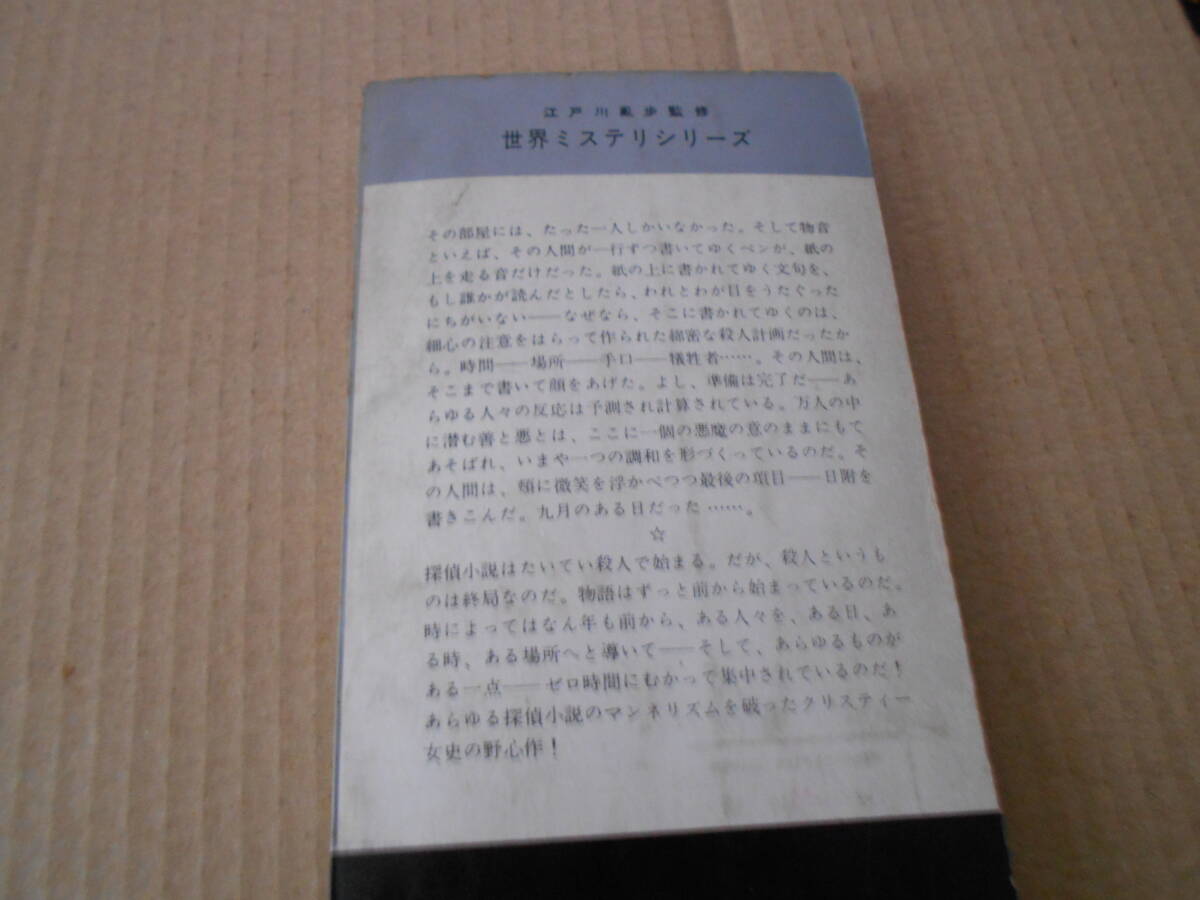 江戸川乱歩監修
世界ミステリシリーズ
その部屋には、たった一人しかいなかった。そして物音
といえば、その人間が一行ずつ書いてゆくペンが、紙の
上を走る音だけだった。紙の上に書かれてゆく文句を、
もし誰かが読んだとしたら、われとわが目をうたぐった
にちがいない――なぜなら、そこに書かれてゆくのは、
細心の注意をはらって作られた綿密な殺人計画だったか
ら。時間――場所――手口――犠牲者……。その人間は、
そこまで書いて顔をあげた。よし、準備は完了だ――あ
らゆる人々の反応は予測され計算されている。万人の中
に潜む善と悪とは、ここに一個の悪魔の意のままにもて
あそばれ、いまや一つの調和を形づくっているのだ。そ
の人間は、頬に微笑を浮かべつつ最後の項目――日附を
書きこんだ。九月のある日だった……。
☆
探偵小説はたいてい殺人で始まる。だが、殺人というも
のは終局なのだ。物語はずっと前から始まっているのだ。
時によってはなん年も前から、ある人々を、ある日、あ
る時、ある場所へと導いて――そして、あらゆるものが
ある一点――ゼロ時間にむかって集中されているのだ！
あらゆる探偵小説のマンネリズムを破ったクリスティー
女史の野心作！